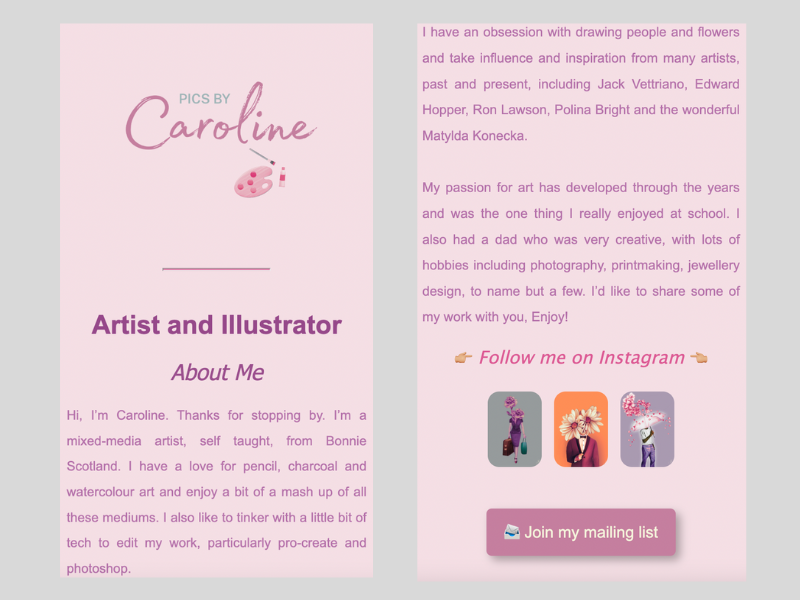 PICS BY
Caroline
Artist and Illustrator
About Me
Hi, I'm Caroline. Thanks for stopping by. I'm a
mixed-media artist, self taught, from Bonnie
Scotland. I have a love for pencil, charcoal and
watercolour art and enjoy a bit of a mash up of all
these mediums. I also like to tinker with a little bit of
tech to edit my work, particularly pro-create and
photoshop.
I have an obsession with drawing people and flowers
and take influence and inspiration from many artists,
past and present, including Jack Vettriano, Edward
Hopper, Ron Lawson, Polina Bright and the wonderful
Matylda Konecka.
My passion for art has developed through the years
and was the one thing I really enjoyed at school. I
also had a dad who was very creative, with lots of
hobbies including photography, printmaking, jewellery
design, to name but a few. I'd like to share some of
my work with you, Enjoy!
👉🏼 Follow me on Instagram 👈🏼
📨 Join my mailing list